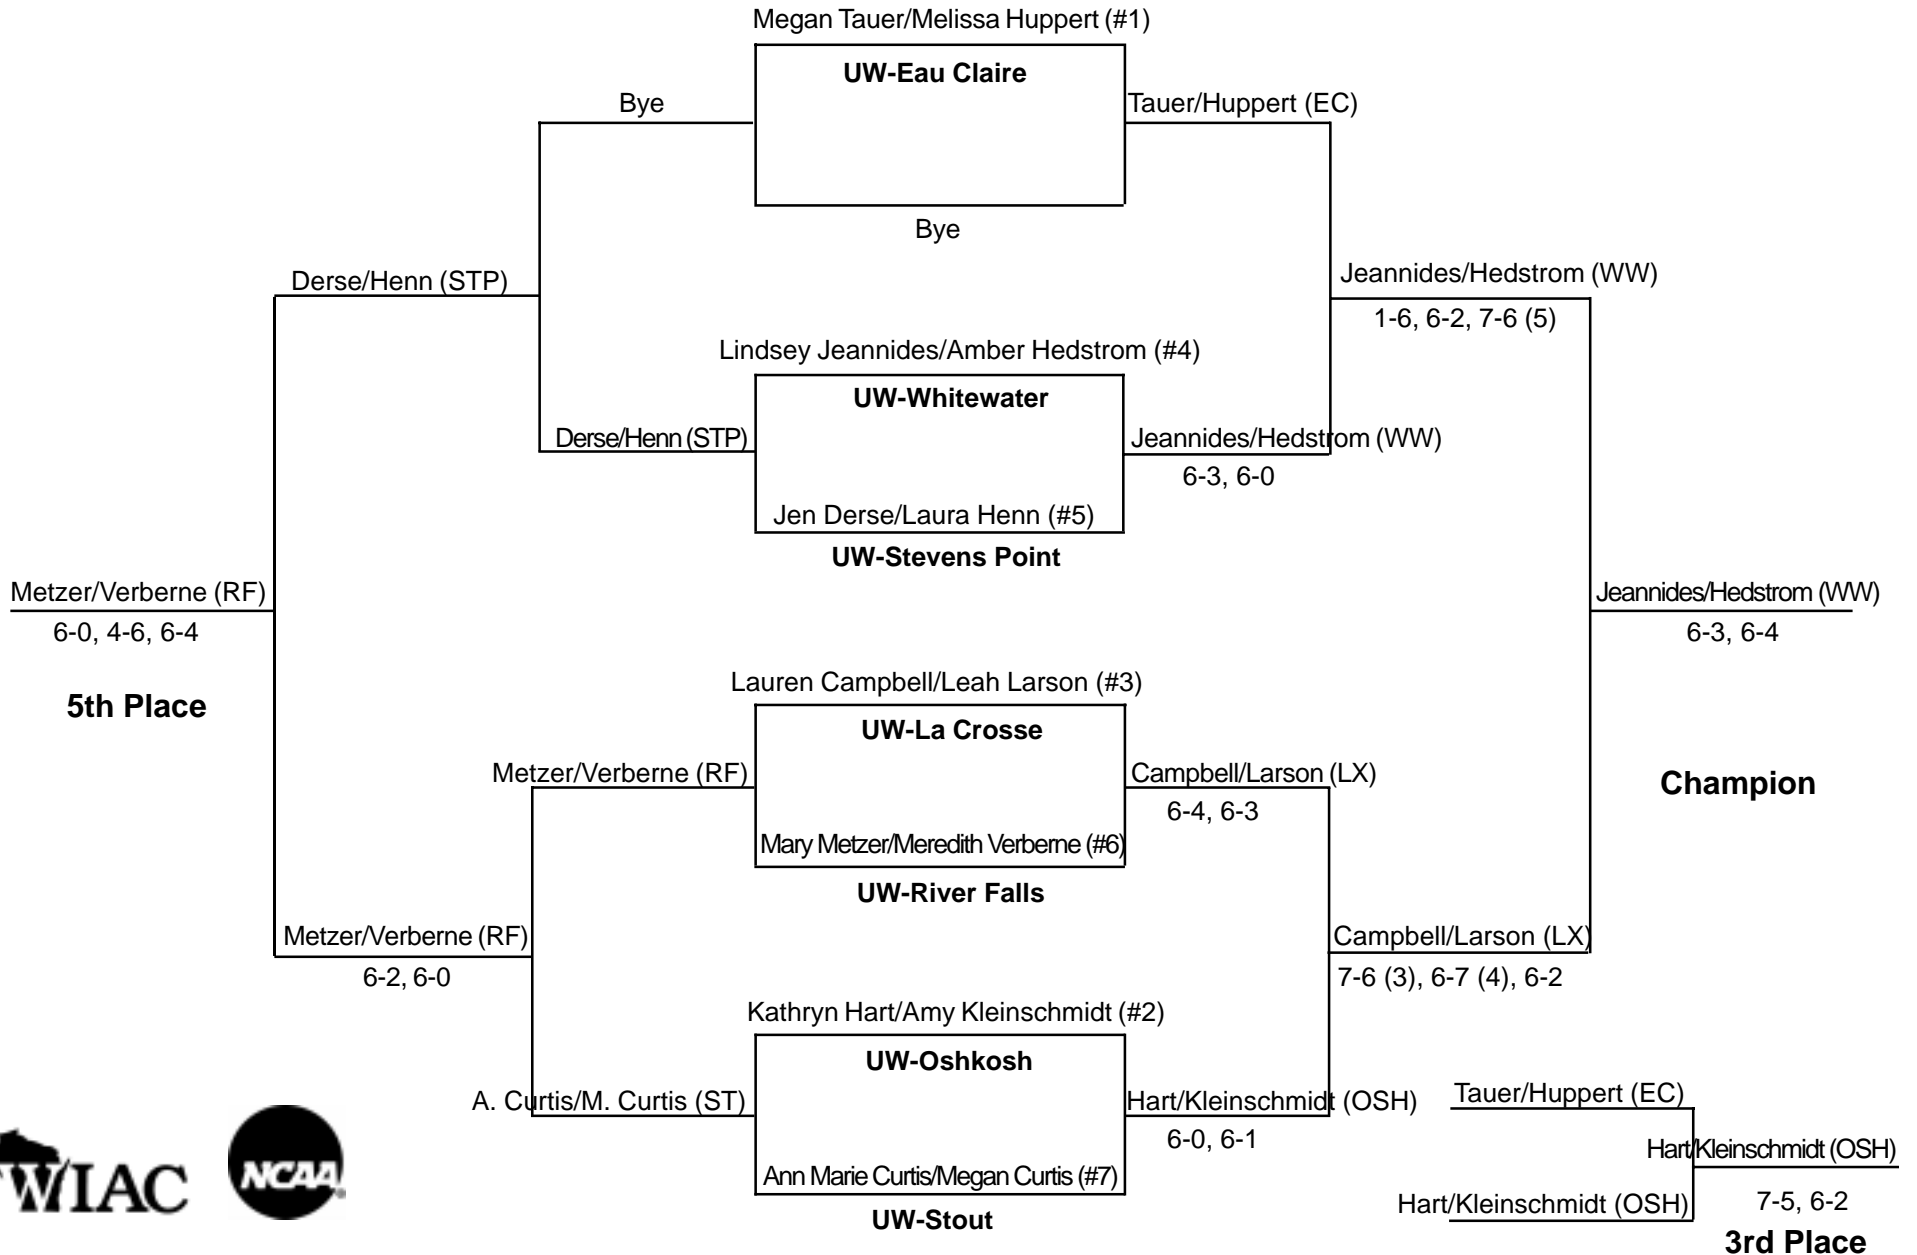 Megan Tauer/Melissa Huppert (#1)
UW-Eau Claire
Bye
Tauer/Huppert (EC)
Bye
Derse/Henn (STP)
Jeannides/Hedstrom (WW)
1-6, 6-2, 7-6 (5)
Lindsey Jeannides/Amber Hedstrom (#4)
UW-Whitewater
Derse/Henn (STP)
Jeannides/Hedstrom (WW)
6-3, 6-0
Jen Derse/Laura Henn (#5)
UW-Stevens Point
Metzer/Verberne (RF)
6-0, 4-6, 6-4
5th Place
Jeannides/Hedstrom (WW)
6-3, 6-4
Champion
Lauren Campbell/Leah Larson (#3)
UW-La Crosse
Metzer/Verberne (RF)
Campbell/Larson (LX)
6-4, 6-3
Mary Metzer/Meredith Verberne (#6)
UW-River Falls
Metzer/Verberne (RF)
6-2, 6-0
Campbell/Larson (LX)
7-6 (3), 6-7 (4), 6-2
Kathryn Hart/Amy Kleinschmidt (#2)
UW-Oshkosh
A. Curtis/M. Curtis (ST)
Hart/Kleinschmidt (OSH)
6-0, 6-1
Ann Marie Curtis/Megan Curtis (#7)
UW-Stout
Tauer/Huppert (EC)
Hart/Kleinschmidt (OSH)
Hart/Kleinschmidt (OSH)
7-5, 6-2
3rd Place
WIAC
NCAA